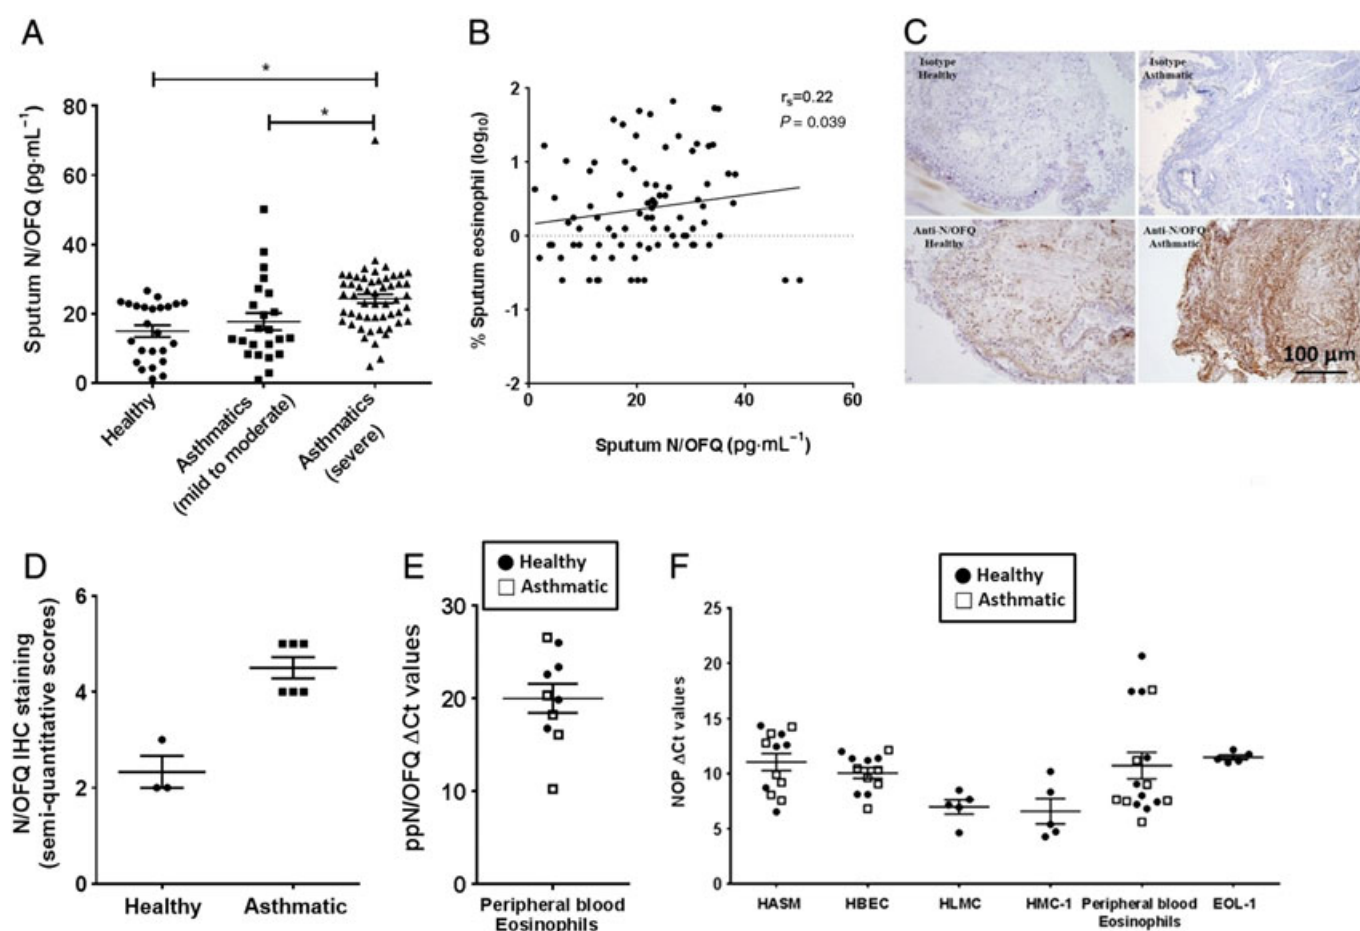 A
*
*
Sputum N/OFQ (pg·mL⁻¹)
80
60
40
20
0
Healthy
Asthmatics
(mild to moderate)
Asthmatics
(severe)
B
rₛ=0.22
P = 0.039
% Sputum eosinophil (log₁₀)
2
1
0
-1
-2
0
20
40
60
Sputum N/OFQ (pg·mL⁻¹)
C
Isotype
Healthy
Isotype
Asthmatic
Anti-N/OFQ
Healthy
Anti-N/OFQ
Asthmatic
100 µm
D
N/OFQ IHC staining
(semi-quantitative scores)
6
4
2
0
Healthy
Asthmatic
E
Healthy
Asthmatic
ppN/OFQ ΔCt values
30
20
10
0
Peripheral blood
Eosinophils
F
Healthy
Asthmatic
NOP ΔCt values
25
20
15
10
5
0
HASM
HBEC
HLMC
HMC-1
Peripheral blood
Eosinophils
EOL-1